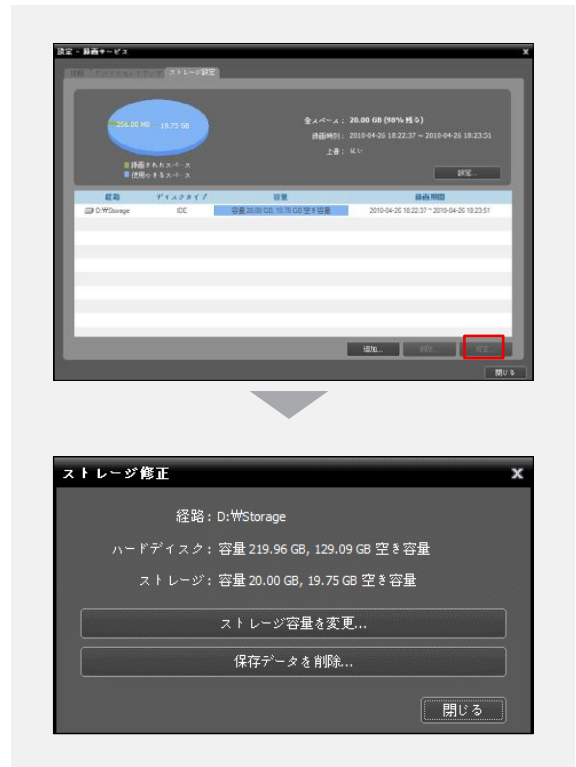 設定 - 録画サービス x
ストレージ設定
256.00 MB 19.75 GB
全スペース : 20.00 GB (98% 残る)
録画時刻 : 2010-04-26 18:22:37 ~ 2010-04-26 18:23:51
上書 : はい
録画されたスペース
使用できるスペース
設定...
経路 ディスクタイプ 容量 録画期間
D:₩Storage IDE 容量 20.00 GB, 19.75 GB 空き容量 2010-04-26 18:22:37 ~ 2010-04-26 18:23:51
追加... 削除...
閉じる
ストレージ修正 x
経路 : D:₩Storage
ハードディスク : 容量 219.96 GB, 129.09 GB 空き容量
ストレージ : 容量 20.00 GB, 19.75 GB 空き容量
ストレージ容量を変更...
保存データを削除...
閉じる